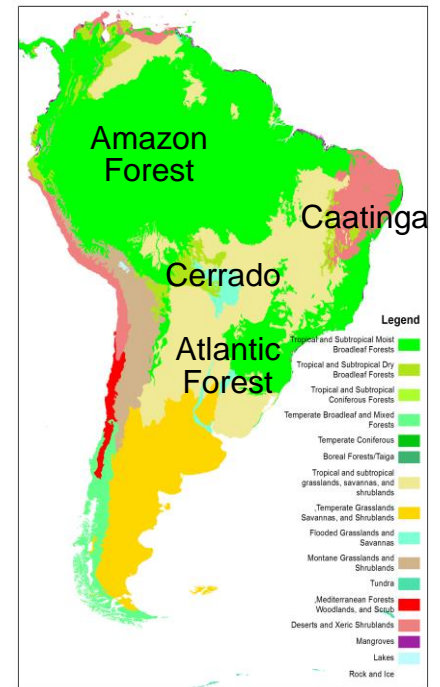 Amazon
Forest
Caatinga
Cerrado
Atlantic
Forest
Legend
Tropical and Subtropical Moist
Broadleaf Forests
Tropical and Subtropical Dry
Broadleaf Forests
Tropical and Subtropical
Coniferous Forests
Temperate Broadleaf and Mixed
Forests
Temperate Coniferous
Boreal Forests/Taiga
Tropical and subtropical
grasslands, savannas, and
shrublands
,Temperate Grasslands
Savannas, and Shrublands
Flooded Grasslands and
Savannas
Montane Grasslands and
Shrublands
Tundra
,Mediterranean Forests
Woodlands, and Scrub
Deserts and Xeric Shrublands
Mangroves
Lakes
Rock and Ice